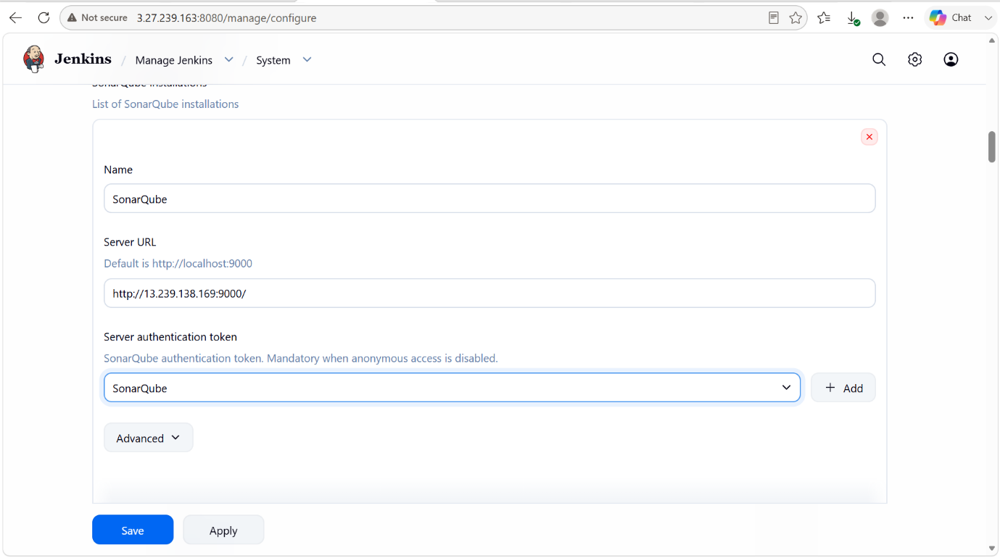 Not secure 3.27.239.163:8080/manage/configure Chat
Jenkins / Manage Jenkins / System
SonarQube installations
List of SonarQube installations
Name
SonarQube
Server URL
Default is http://localhost:9000
http://13.239.138.169:9000/
Server authentication token
SonarQube authentication token. Mandatory when anonymous access is disabled.
SonarQube + Add
Advanced
Save Apply